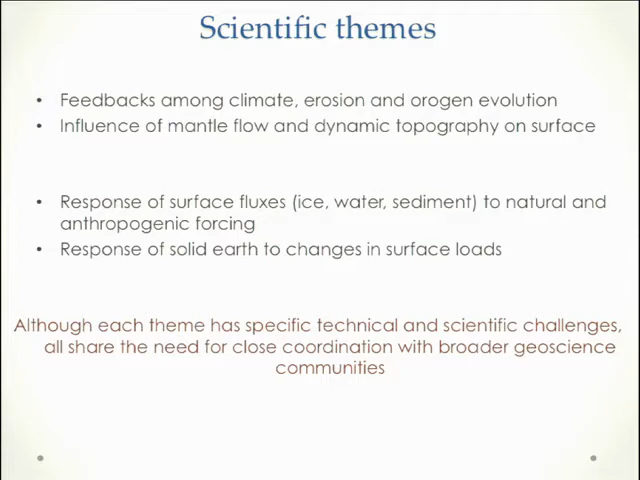 Scientific themes
• Feedbacks among climate, erosion and orogen evolution
• Influence of mantle flow and dynamic topography on surface
• Response of surface fluxes (ice, water, sediment) to natural and
anthropogenic forcing
• Response of solid earth to changes in surface loads
Although each theme has specific technical and scientific challenges,
all share the need for close coordination with broader geoscience
communities